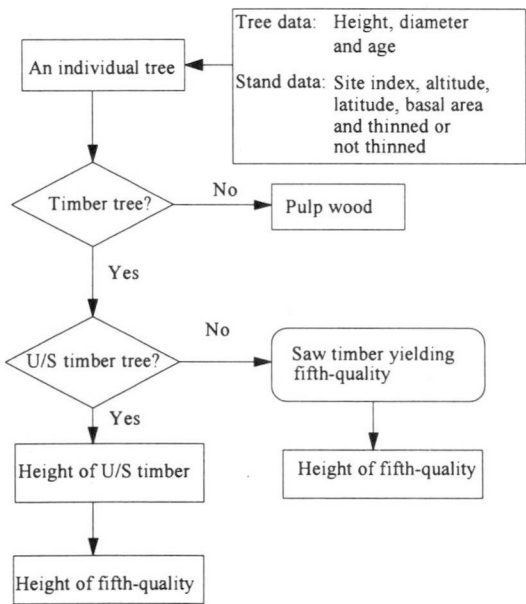 Tree data: Height, diameter
and age
An individual tree
Stand data: Site index, altitude,
latitude, basal area
and thinned or
not thinned
Timber tree?
No
Pulp wood
Yes
U/S timber tree?
No
Saw timber yielding
fifth-quality
Yes
Height of U/S timber
Height of fifth-quality
Height of fifth-quality